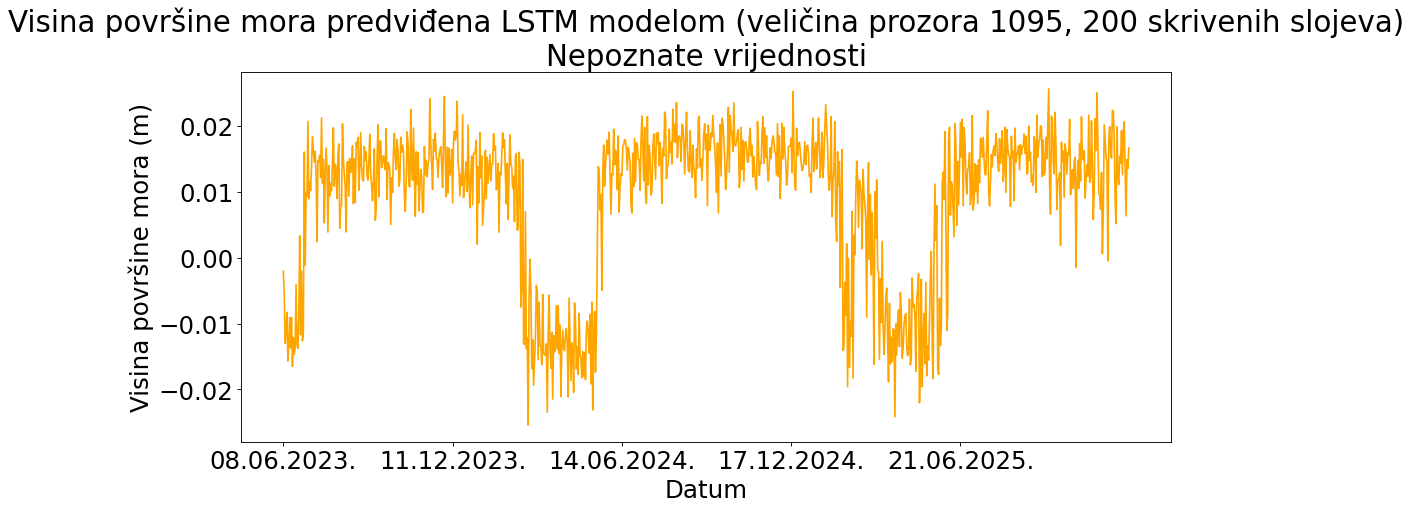 Visina površine mora predviđena LSTM modelom (veličina prozora 1095, 200 skrivenih slojeva)
Nepoznate vrijednosti
Visina površine mora (m)
0.02
0.01
0.00
−0.01
−0.02
08.06.2023. 11.12.2023. 14.06.2024. 17.12.2024. 21.06.2025.
Datum